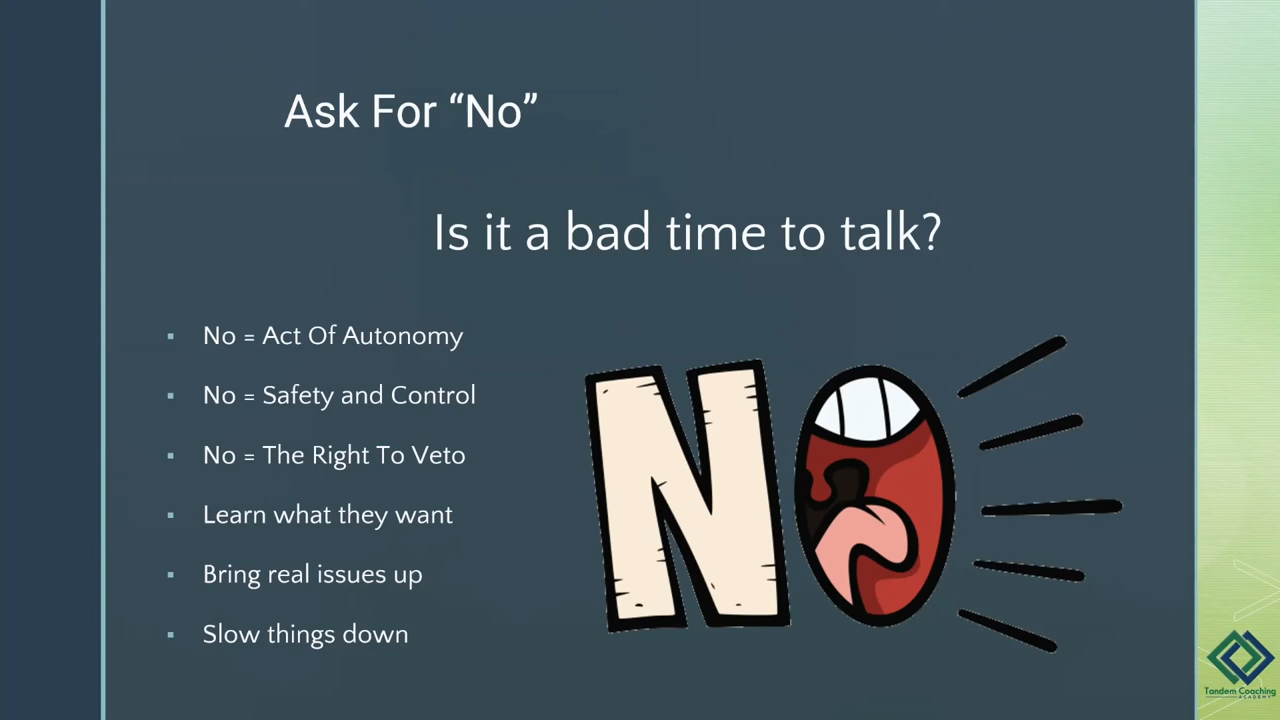 Ask For “No”
Is it a bad time to talk?
▪ No = Act Of Autonomy
▪ No = Safety and Control
▪ No = The Right To Veto
▪ Learn what they want
▪ Bring real issues up
▪ Slow things down
NO
Tandem Coaching
ACADEMY